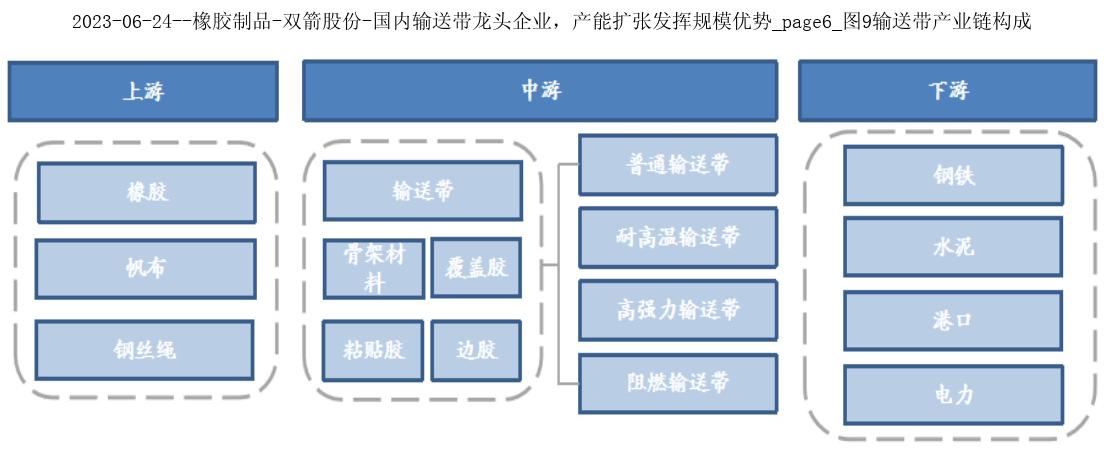 2023-06-24--橡胶制品-双箭股份-国内输送带龙头企业，产能扩张发挥规模优势_page6_图9输送带产业链构成
上游
橡胶
帆布
钢丝绳
中游
输送带
骨架材
料
覆盖胶
粘贴胶
边胶
普通输送带
耐高温输送带
高强力输送带
阻燃输送带
下游
钢铁
水泥
港口
电力